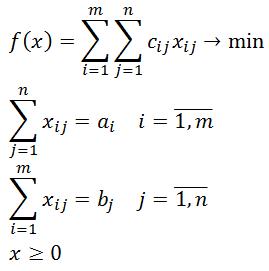 f(x) = ∑_{i=1}^{m} ∑_{j=1}^{n} c_{ij} x_{ij} → min
∑_{j=1}^{n} x_{ij} = a_i   i = \overline{1,m}
∑_{i=1}^{m} x_{ij} = b_j   j = \overline{1,n}
x ≥ 0